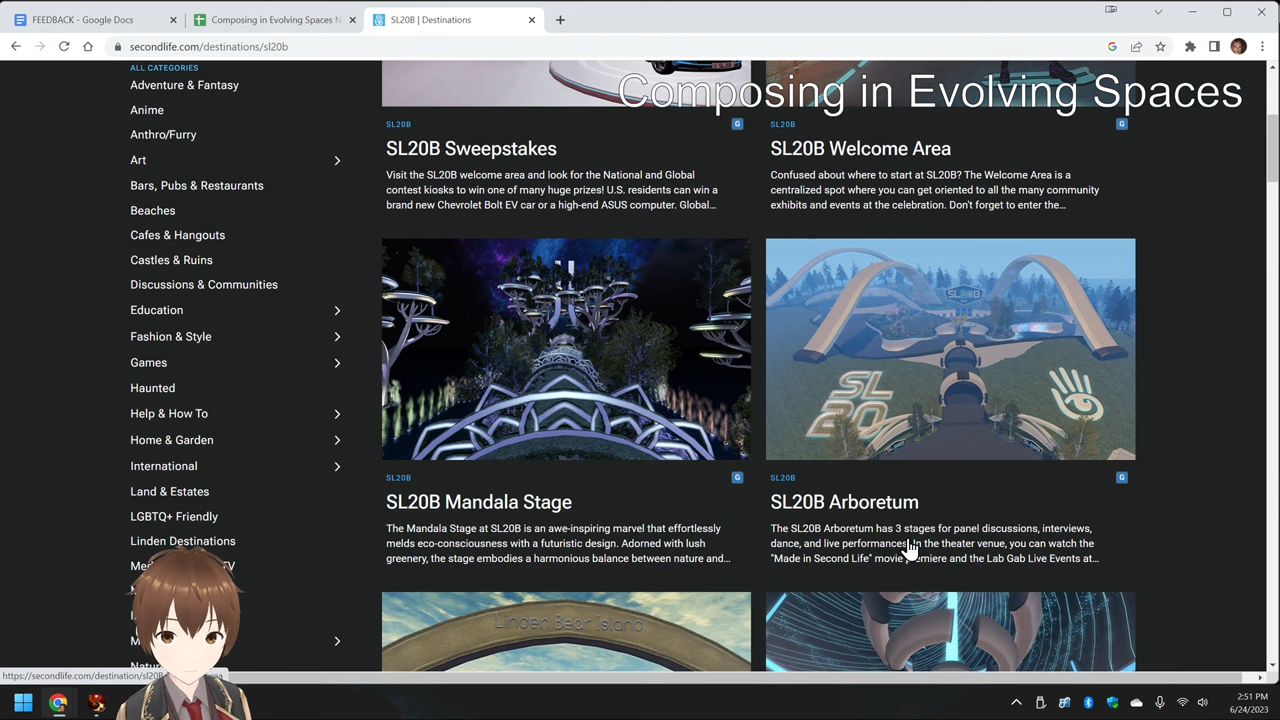 FEEDBACK - Google Docs
Composing in Evolving Spaces N
SL20B | Destinations
secondlife.com/destinations/sl20b
Composing in Evolving Spaces
ALL CATEGORIES
Adventure & Fantasy
Anime
Anthro/Furry
Art
Bars, Pubs & Restaurants
Beaches
Cafes & Hangouts
Castles & Ruins
Discussions & Communities
Education
Fashion & Style
Games
Haunted
Help & How To
Home & Garden
International
Land & Estates
LGBTQ+ Friendly
Linden Destinations
SL20B
G
SL20B Sweepstakes
Visit the SL20B welcome area and look for the National and Global
contest kiosks to win one of many huge prizes! U.S. residents can win a
brand new Chevrolet Bolt EV car or a high-end ASUS computer. Global...
SL20B
G
SL20B Welcome Area
Confused about where to start at SL20B? The Welcome Area is a
centralized spot where you can get oriented to all the many community
exhibits and events at the celebration. Don't forget to enter the...
SL20B
SL
20
SL20B
G
SL20B Mandala Stage
The Mandala Stage at SL20B is an awe-inspiring marvel that effortlessly
melds eco-consciousness with a futuristic design. Adorned with lush
greenery, the stage embodies a harmonious balance between nature and...
SL20B
G
SL20B Arboretum
The SL20B Arboretum has 3 stages for panel discussions, interviews,
dance, and live performances. In the theater venue, you can watch the
"Made in Second Life" movie premiere and the Lab Gab Live Events at...
Linden Bear Island
https://secondlife.com/destination/sl20b
2:51 PM
6/24/2023